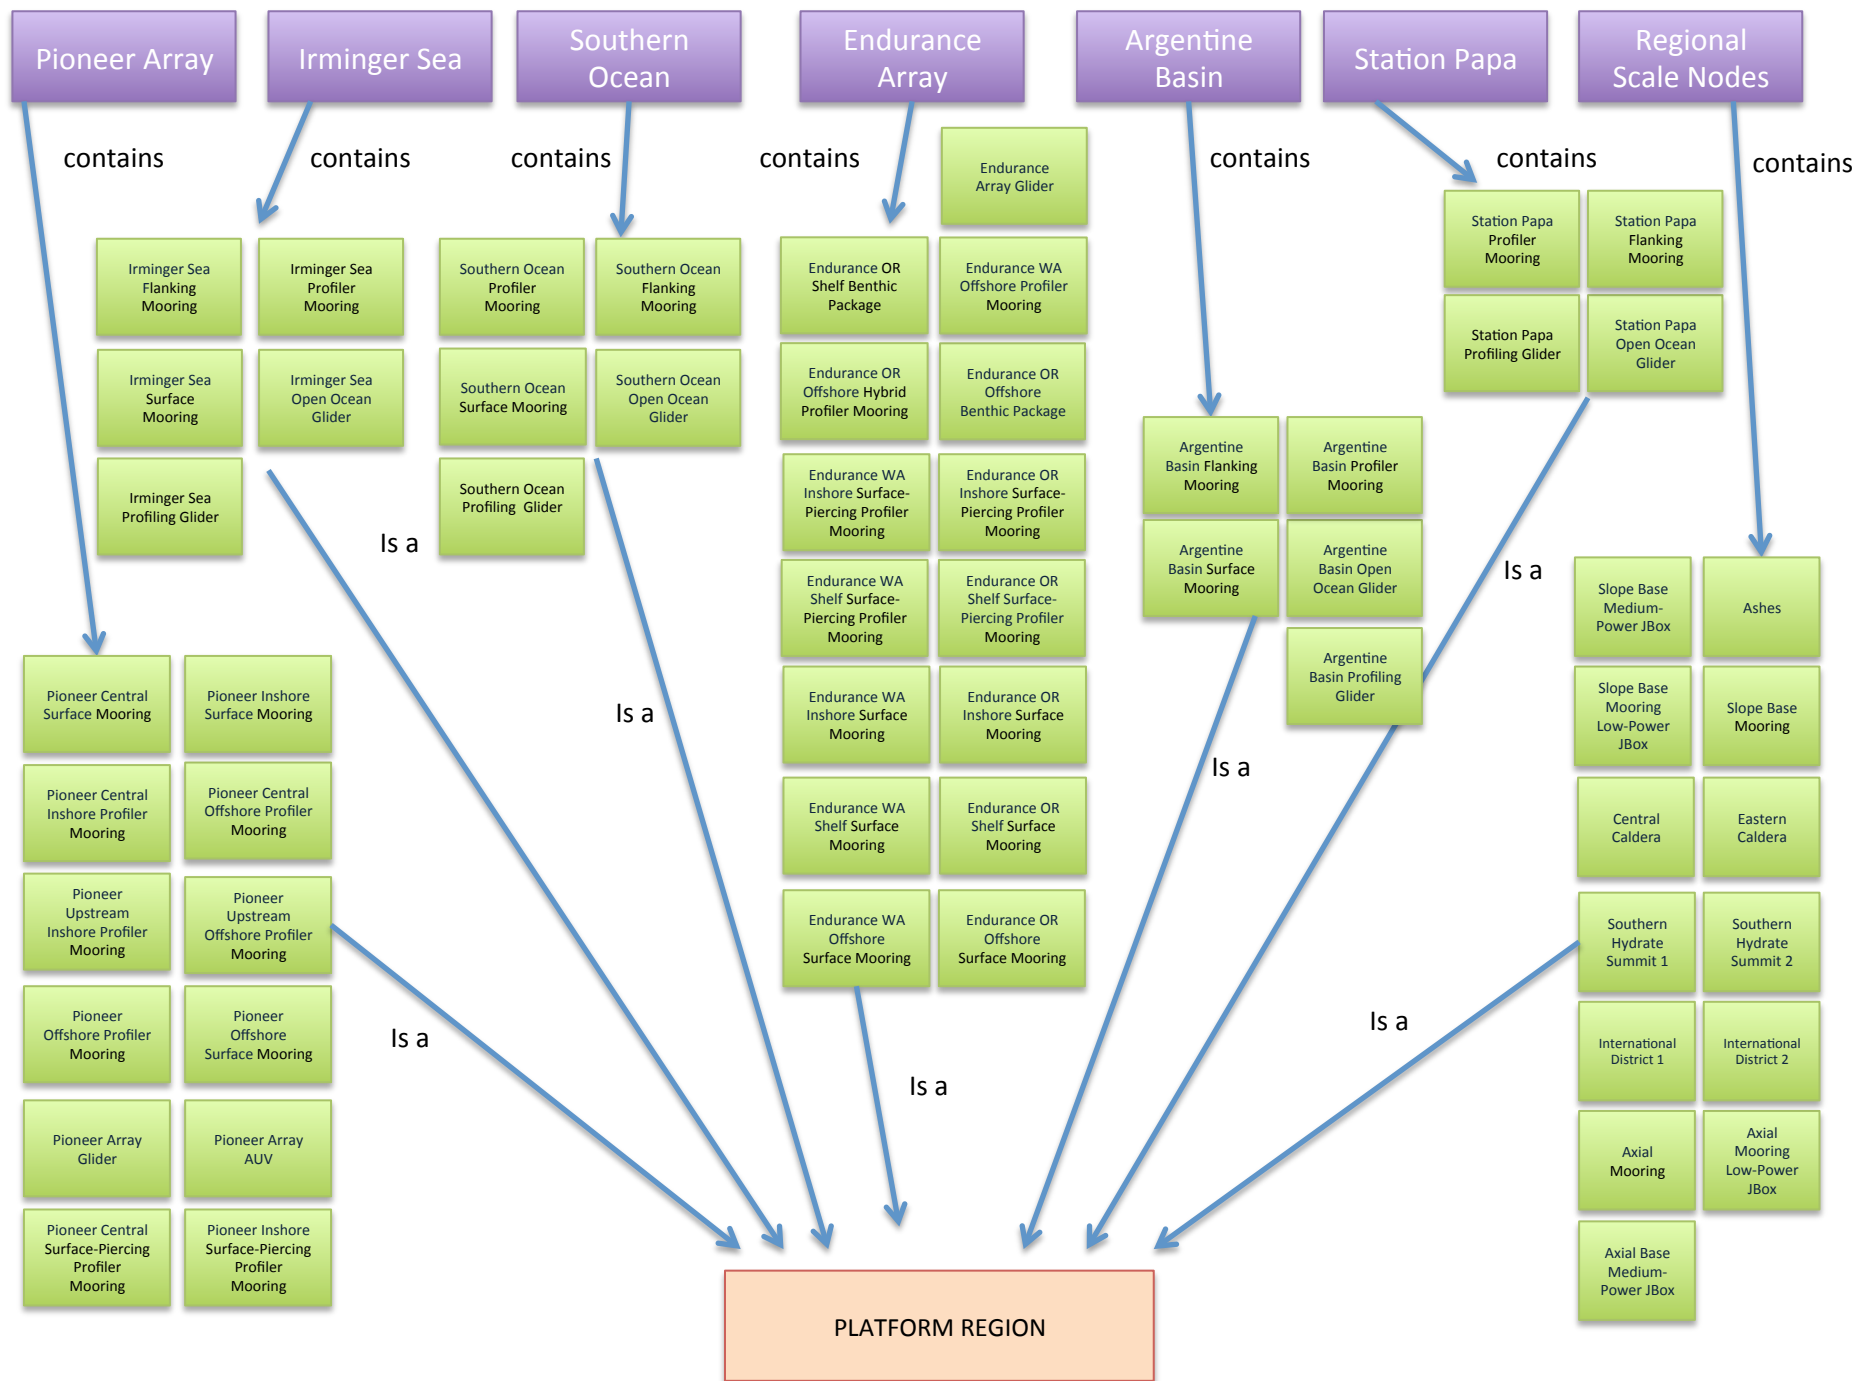 Pioneer Array
Irminger Sea
Southern
Ocean
Endurance
Array
Argentine
Basin
Station Papa
Regional
Scale Nodes
contains
contains
contains
contains
contains
contains
contains
Endurance
Array Glider
Irminger Sea
Flanking
Mooring
Irminger Sea
Profiler
Mooring
Irminger Sea
Surface
Mooring
Irminger Sea
Open Ocean
Glider
Irminger Sea
Profiling Glider
Southern Ocean
Profiler
Mooring
Southern Ocean
Flanking
Mooring
Southern Ocean
Surface Mooring
Southern Ocean
Open Ocean
Glider
Southern Ocean
Profiling Glider
Endurance OR
Shelf Benthic
Package
Endurance WA
Offshore Profiler
Mooring
Endurance OR
Offshore Hybrid
Profiler Mooring
Endurance OR
Offshore
Benthic Package
Endurance WA
Inshore Surface-
Piercing Profiler
Mooring
Endurance OR
Inshore Surface-
Piercing Profiler
Mooring
Endurance WA
Shelf Surface-
Piercing Profiler
Mooring
Endurance OR
Shelf Surface-
Piercing Profiler
Mooring
Endurance WA
Inshore Surface
Mooring
Endurance OR
Inshore Surface
Mooring
Endurance WA
Shelf Surface
Mooring
Endurance OR
Shelf Surface
Mooring
Endurance WA
Offshore
Surface Mooring
Endurance OR
Offshore
Surface Mooring
Argentine
Basin Flanking
Mooring
Argentine
Basin Profiler
Mooring
Argentine
Basin Surface
Mooring
Argentine
Basin Open
Ocean Glider
Argentine
Basin Profiling
Glider
Station Papa
Profiler
Mooring
Station Papa
Flanking
Mooring
Station Papa
Profiling Glider
Station Papa
Open Ocean
Glider
Slope Base
Medium-
Power JBox
Ashes
Slope Base
Mooring
Low-Power
JBox
Slope Base
Mooring
Central
Caldera
Eastern
Caldera
Southern
Hydrate
Summit 1
Southern
Hydrate
Summit 2
International
District 1
International
District 2
Axial
Mooring
Axial
Mooring
Low-Power
JBox
Axial Base
Medium-
Power JBox
Pioneer Central
Surface Mooring
Pioneer Inshore
Surface Mooring
Pioneer Central
Inshore Profiler
Mooring
Pioneer Central
Offshore Profiler
Mooring
Pioneer
Upstream
Inshore Profiler
Mooring
Pioneer
Upstream
Offshore Profiler
Mooring
Pioneer
Offshore Profiler
Mooring
Pioneer
Offshore
Surface Mooring
Pioneer Array
Glider
Pioneer Array
AUV
Pioneer Central
Surface-Piercing
Profiler
Mooring
Pioneer Inshore
Surface-Piercing
Profiler
Mooring
Is a
Is a
Is a
Is a
Is a
Is a
Is a
PLATFORM REGION